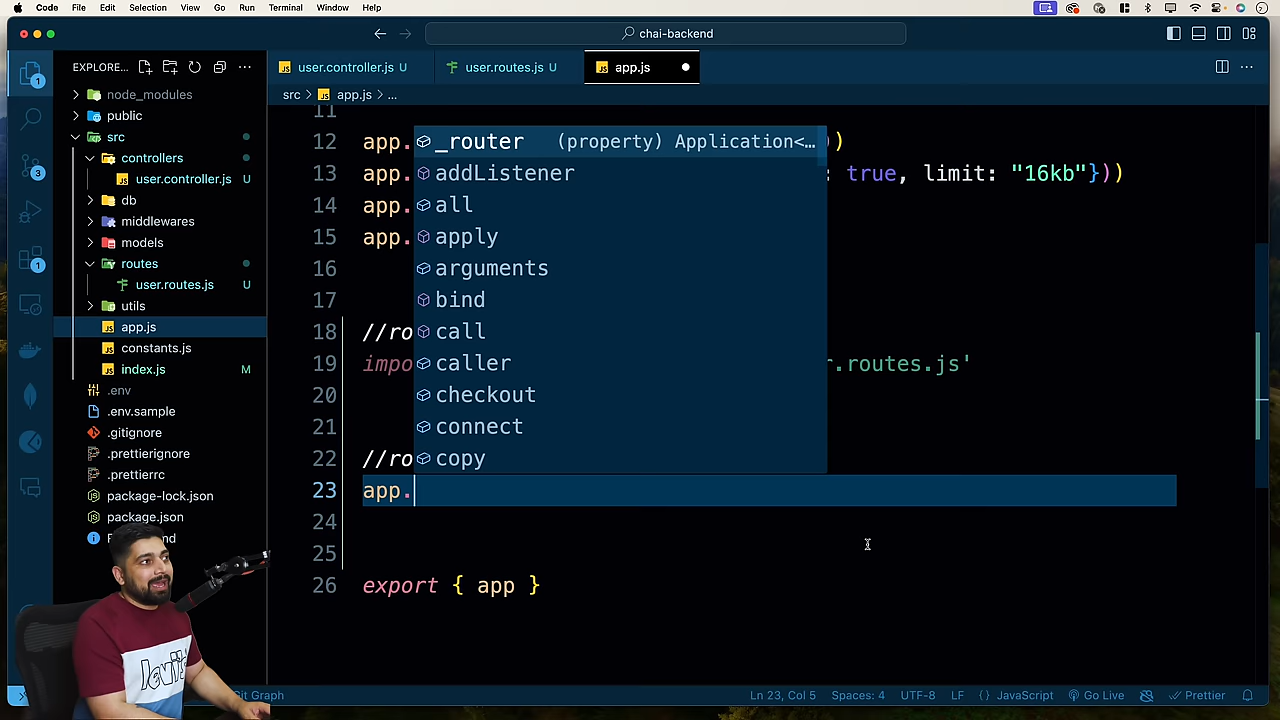 Code File Edit Selection View Go Run Terminal Window Help
chai-backend
EXPLORE...
user.controller.js U
user.routes.js U
app.js
src > app.js > ...
node_modules
public
src
controllers
user.controller.js U
db
middlewares
models
routes
user.routes.js U
utils
app.js
constants.js
index.js M
.env
.env.sample
.gitignore
.prettierignore
.prettierrc
package-lock.json
package.json
1
3
1
11
12 app. )
13 app. : true, limit: "16kb"}))
14 app.
15 app.
16
17
18 //ro
19 impo r.routes.js'
20
21
22 //ro
23 app.
24
25
26 export { app }
_router (property) Application<…
addListener
all
apply
arguments
bind
call
caller
checkout
connect
copy
Git Graph
Ln 23, Col 5 Spaces: 4 UTF-8 LF {} JavaScript Go Live Prettier